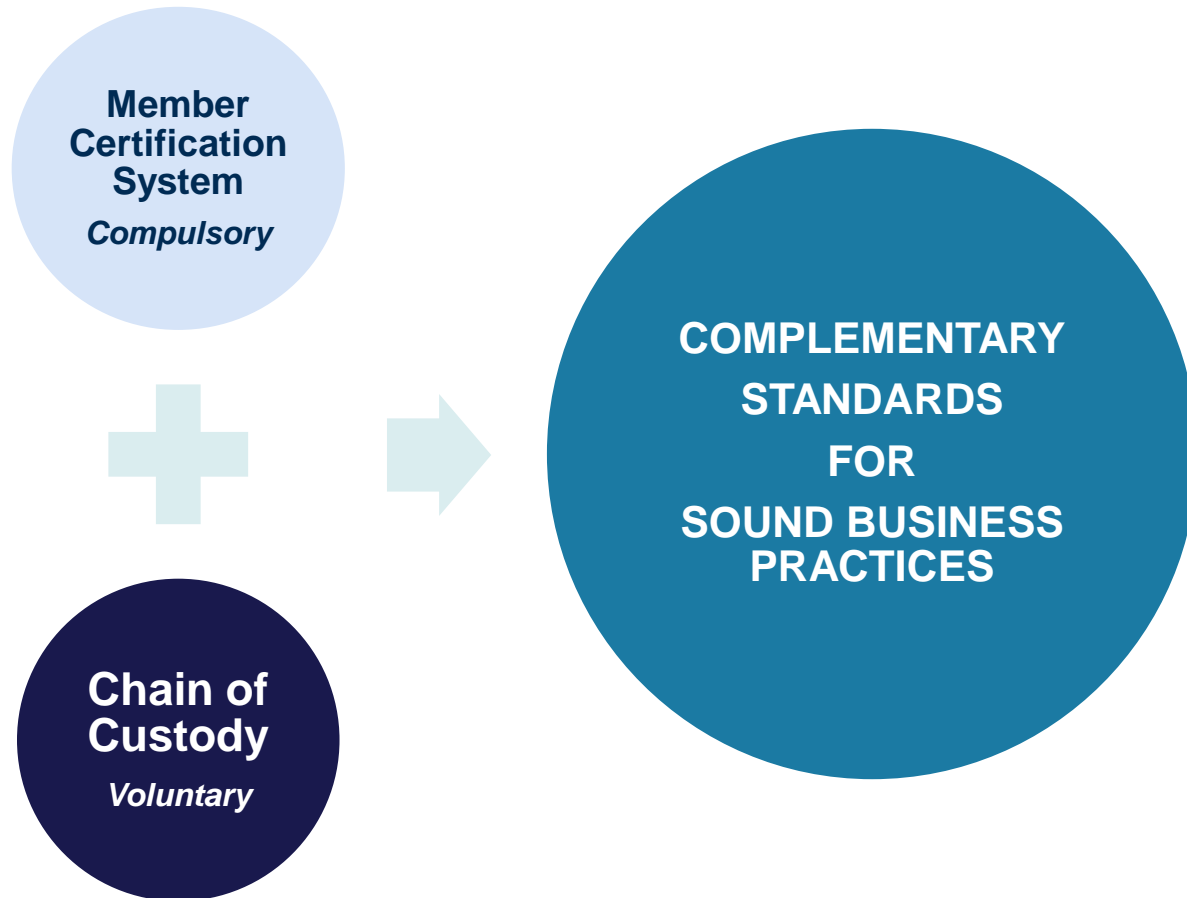 Member
Certification
System
Compulsory
Chain of
Custody
Voluntary
COMPLEMENTARY
STANDARDS
FOR
SOUND BUSINESS
PRACTICES